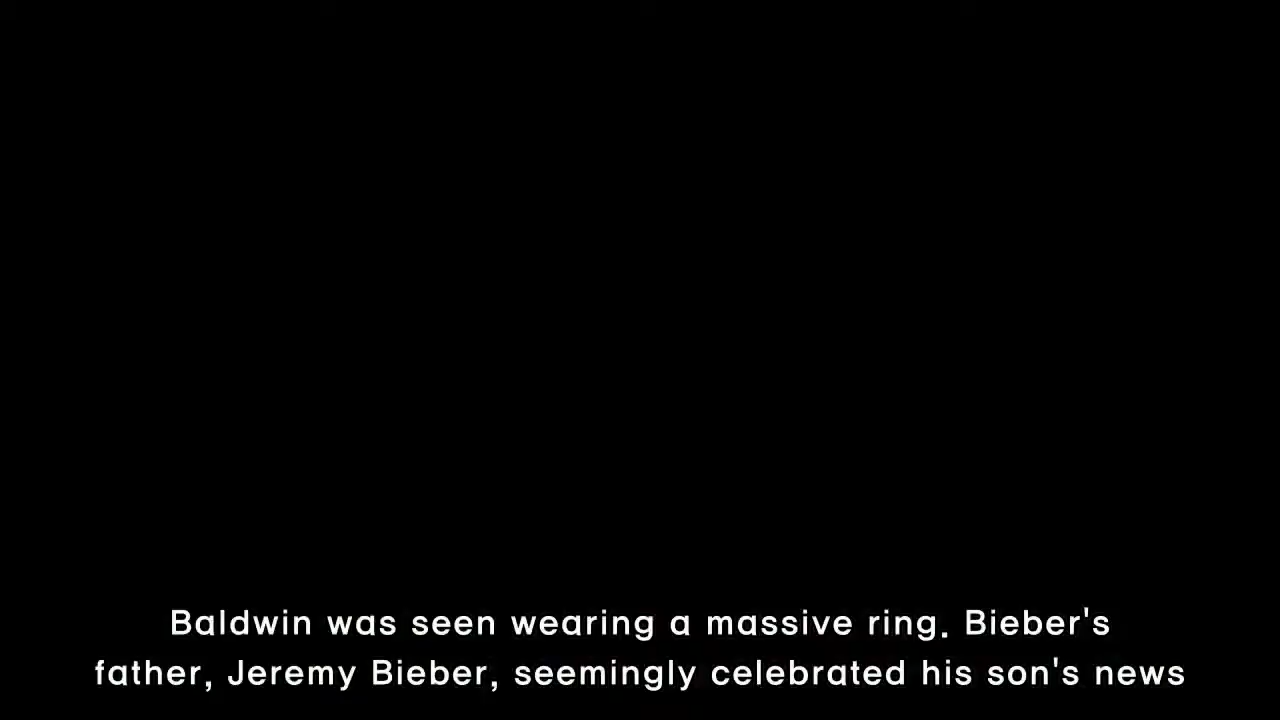 Baldwin was seen wearing a massive ring. Bieber's
father, Jeremy Bieber, seemingly celebrated his son's news